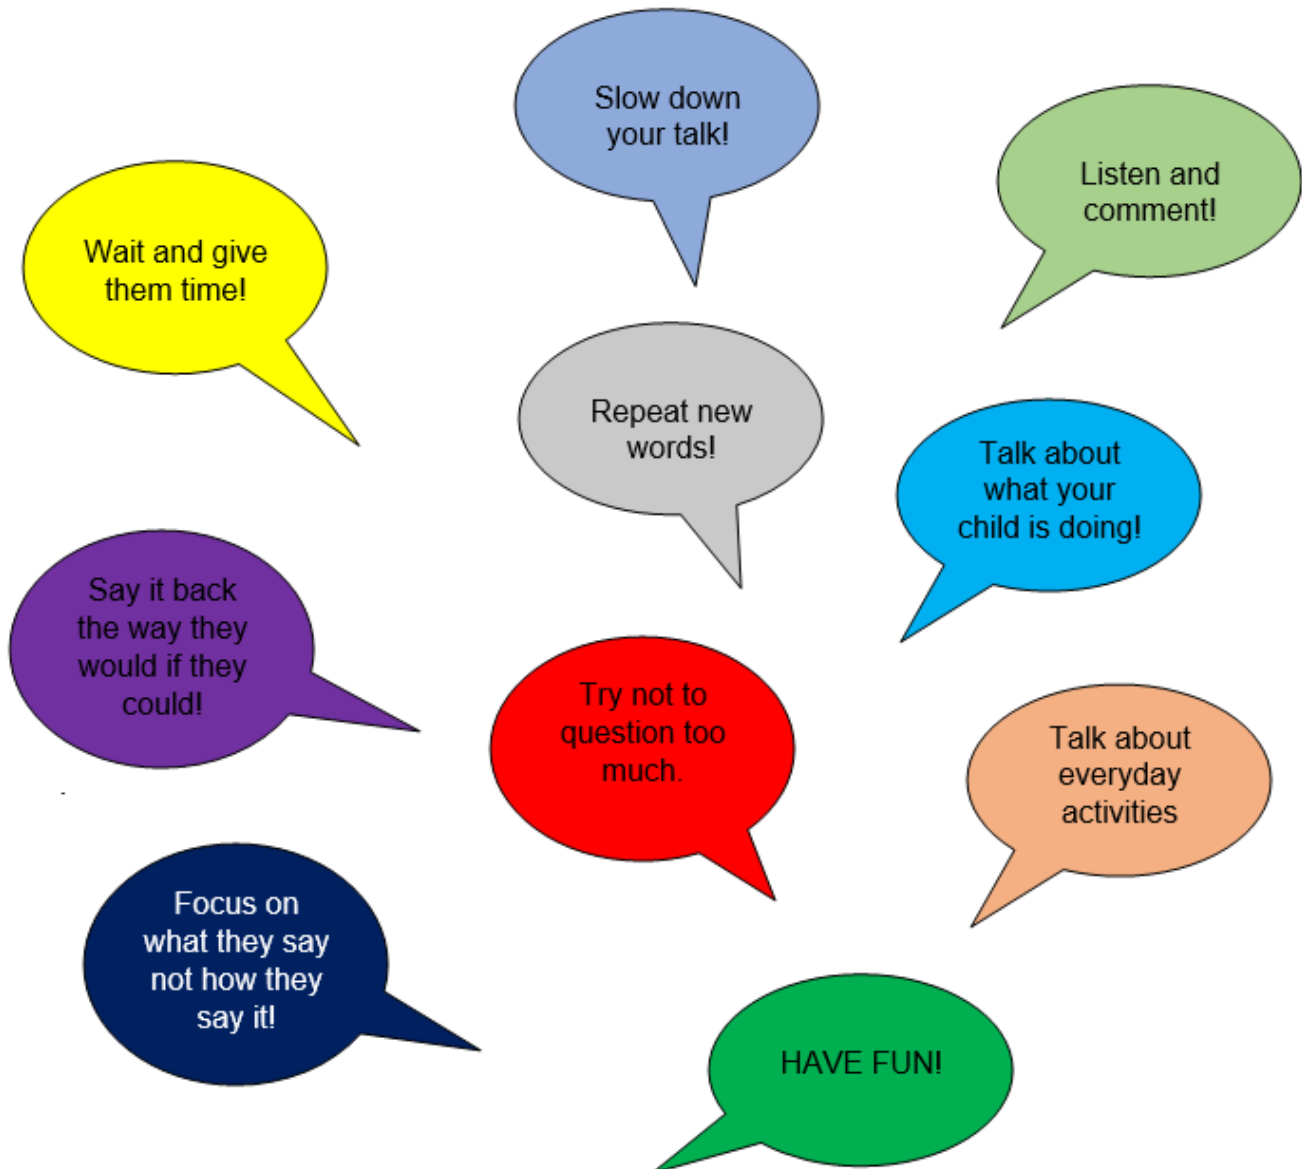 Slow down
your talk!
Listen and
comment!
Wait and give
them time!
Repeat new
words!
Talk about
what your
child is doing!
Say it back
the way they
would if they
could!
Try not to
question too
much.
Talk about
everyday
activities
Focus on
what they say
not how they
say it!
HAVE FUN!